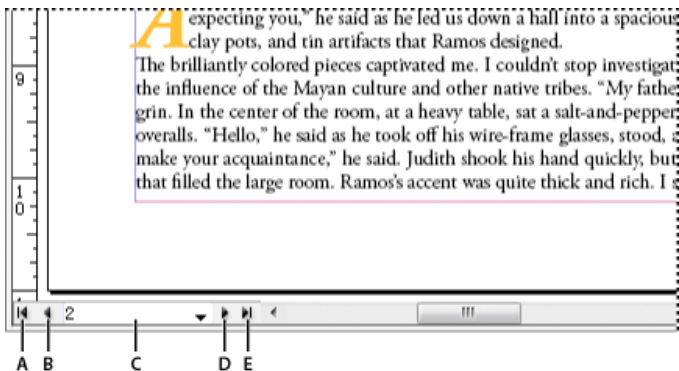 A expecting you,” he said as he led us down a hall into a spacious
clay pots, and tin artifacts that Ramos designed.
The brilliantly colored pieces captivated me. I couldn’t stop
the influence of the Mayan culture and other native tribes. “My
grin. In the center of the room, at a heavy table, sat a salt-and-pepper
overalls. “Hello,” he said as he took off his wire-frame glasses, stood,
make your acquaintance,” he said. Judith shook his hand quickly, but
that filled the large room. Ramos’s accent was quite thick and rich. I
9
10
2
A B C D E